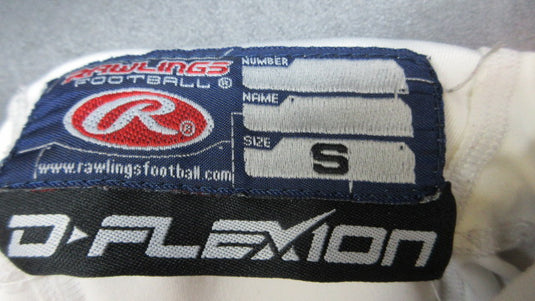 RAWLINGS
FOOTBALL®
R®
www.rawlingsfootball.com
NUMBER
NAME
SIZE
S
D-FLEXION